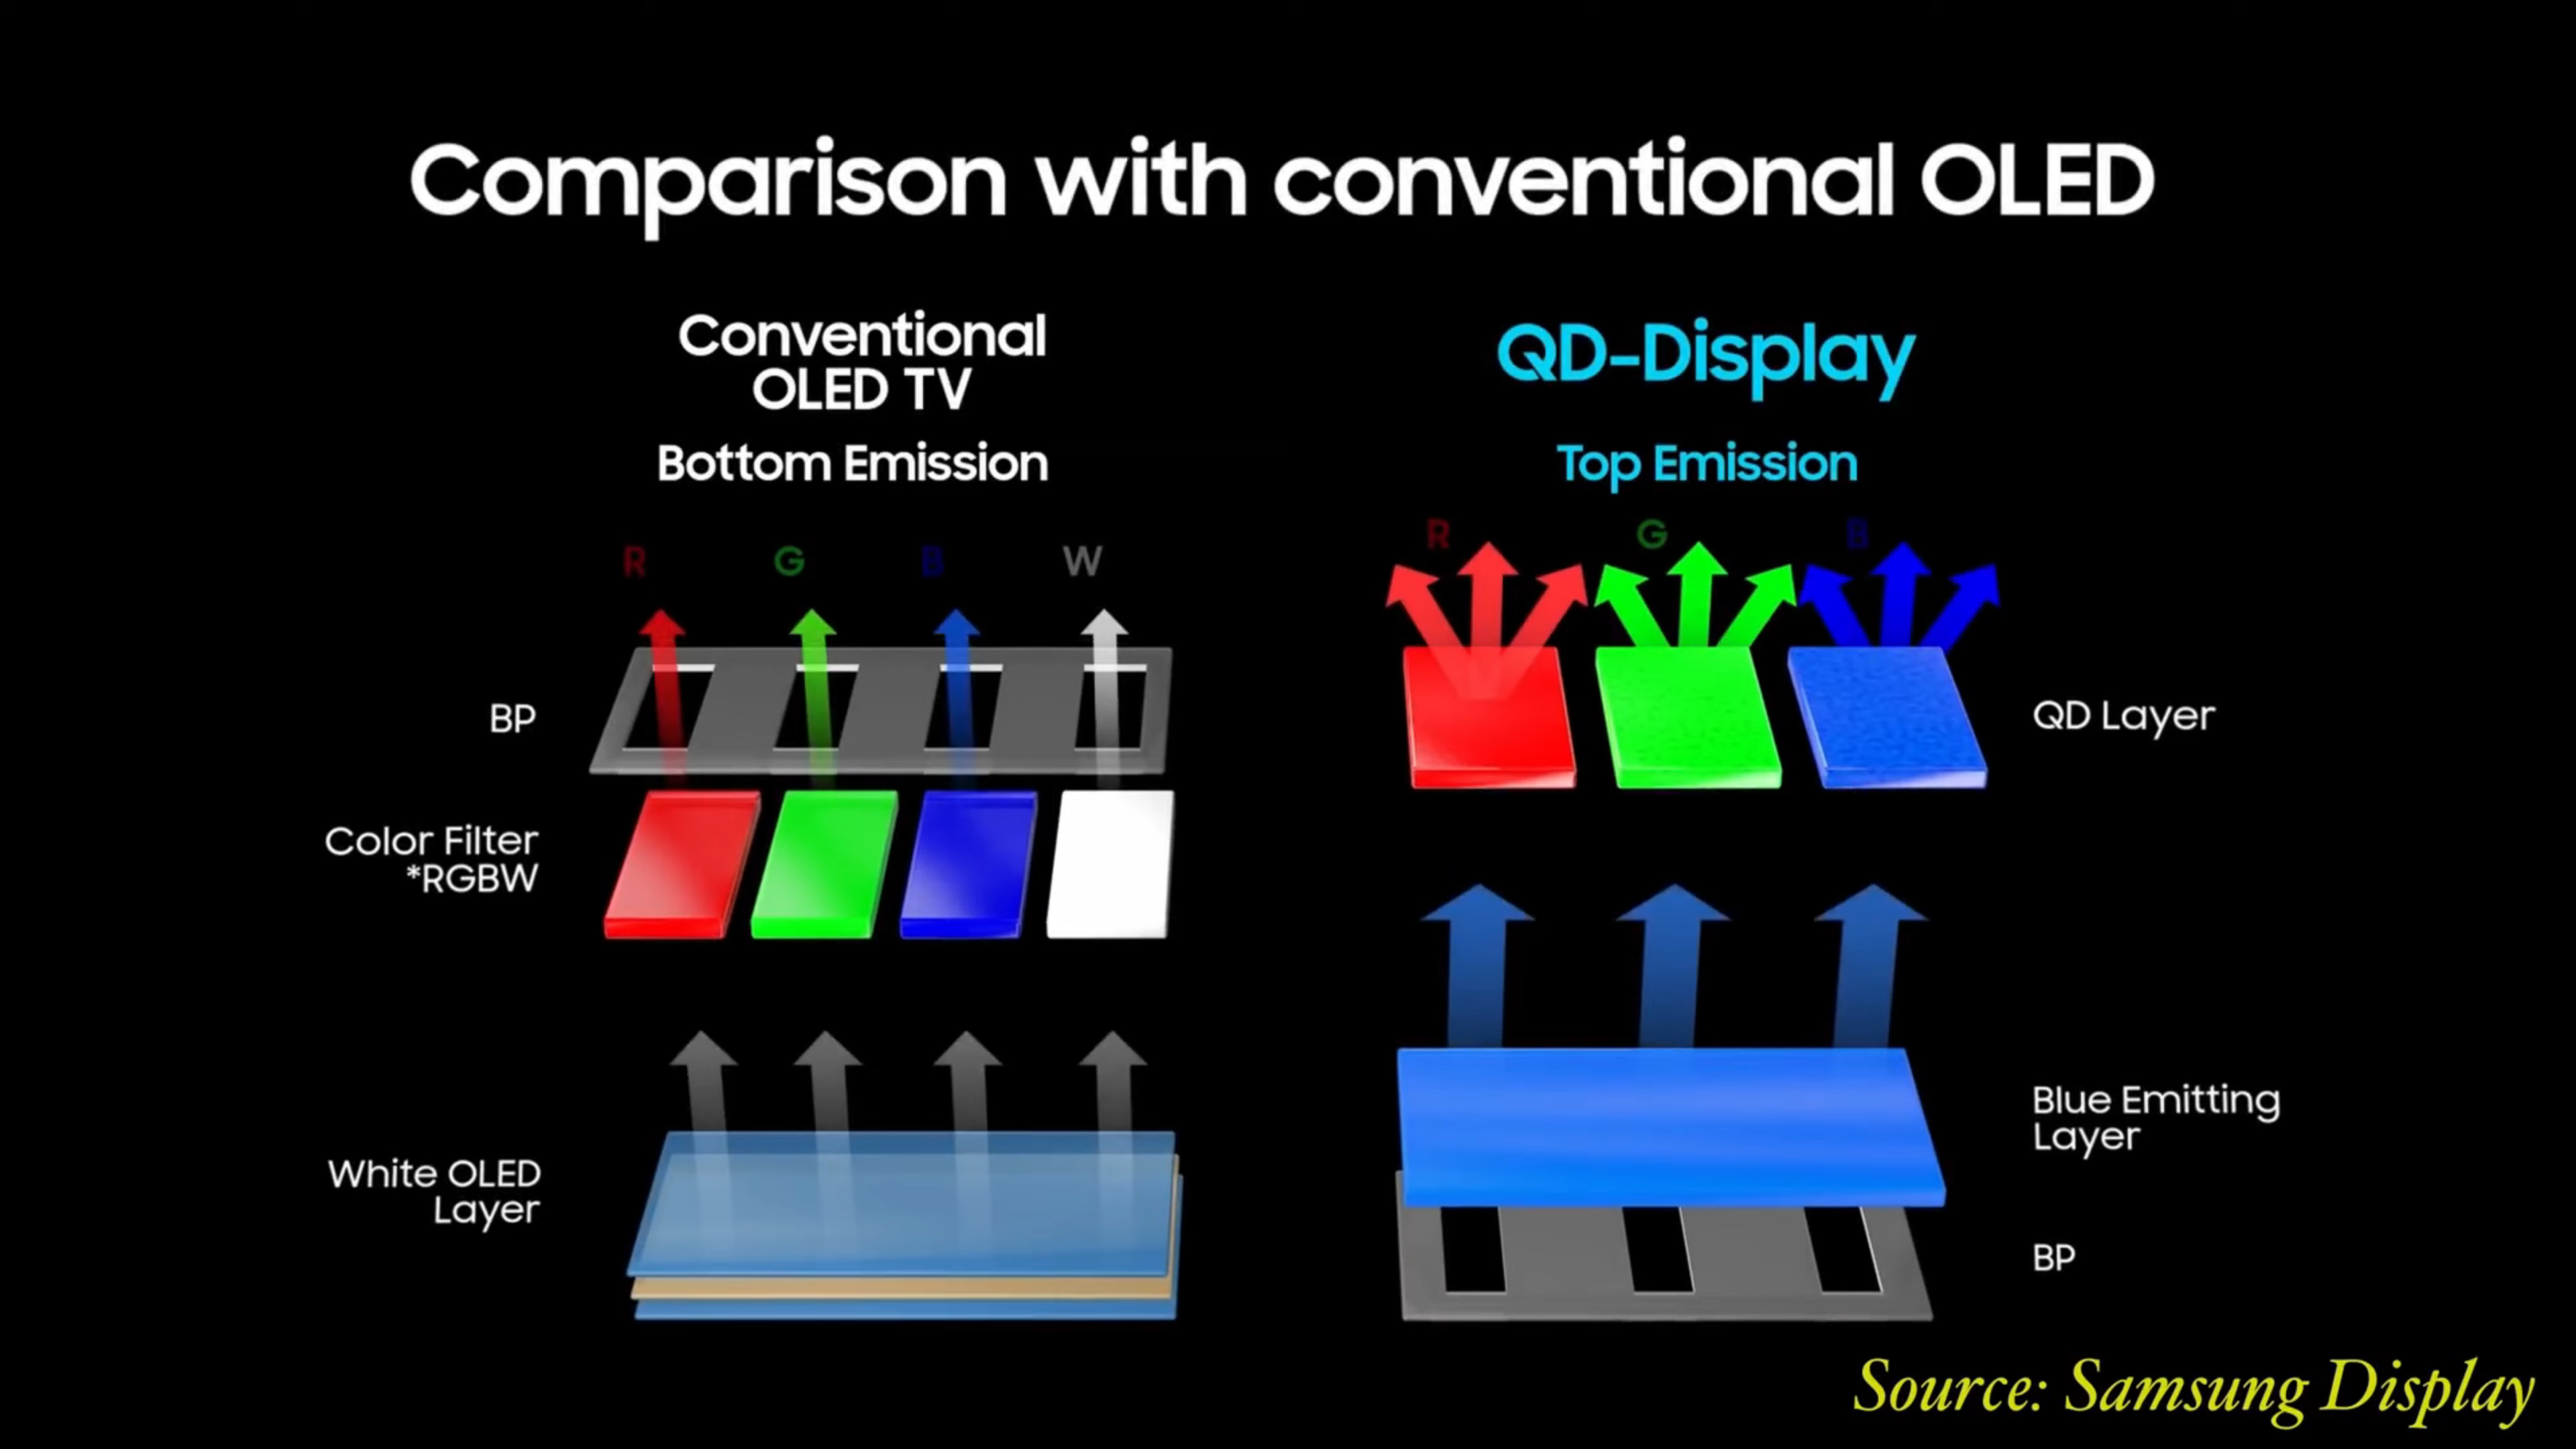 Comparison with conventional OLED
Conventional
OLED TV
Bottom Emission
R G B W
BP
Color Filter
*RGBW
White OLED
Layer
QD-Display
Top Emission
R G B
QD Layer
Blue Emitting
Layer
BP
Source: Samsung Display